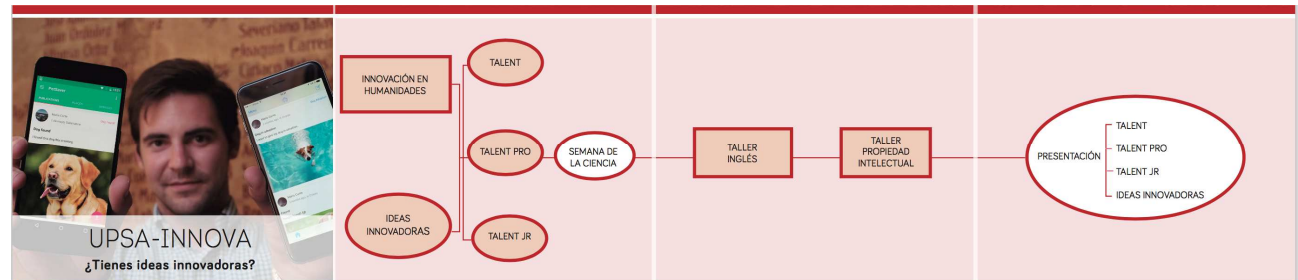 UPSA-INNOVA
¿Tienes ideas innovadoras?
INNOVACIÓN EN
HUMANIDADES
IDEAS
INNOVADORAS
TALENT
TALENT PRO
TALENT JR
SEMANA DE
LA CIENCIA
TALLER
INGLÉS
TALLER
PROPIEDAD
INTELECTUAL
PRESENTACIÓN
TALENT
TALENT PRO
TALENT JR
IDEAS INNOVADORAS